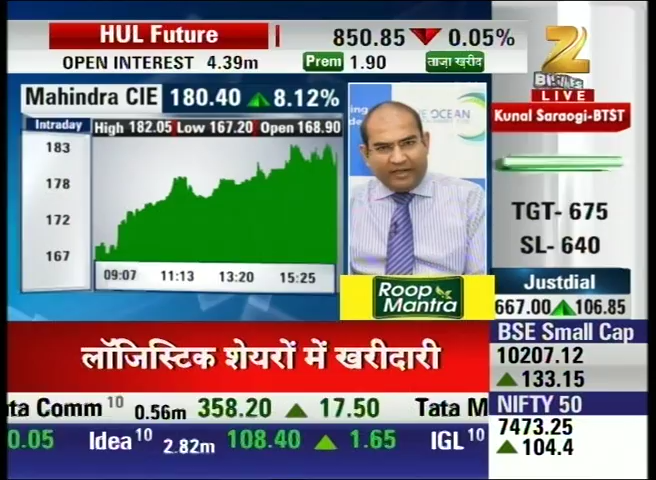 HUL Future
850.85 0.05%
OPEN INTEREST 4.39m Prem 1.90 ताज़ा ख़रीद
Z
LIVE
Mahindra CIE 180.40 8.12%
Intraday High 182.05 Low 167.20 Open 168.90
183
178
172
167
09:07 11:13 13:20 15:25
E OCEAN
Roop
Mantra
Kunal Saraogi-BTST
TGT- 675
SL- 640
Justdial
667.00 106.85
BSE Small Cap
10207.12
133.15
NIFTY 50
7473.25
104.4
लॉजिस्टिक शेयरों में खरीदारी
ta Comm 10 0.56m 358.20 17.50 Tata M
0.05 Idea 10 2.82m 108.40 1.65 IGL 10